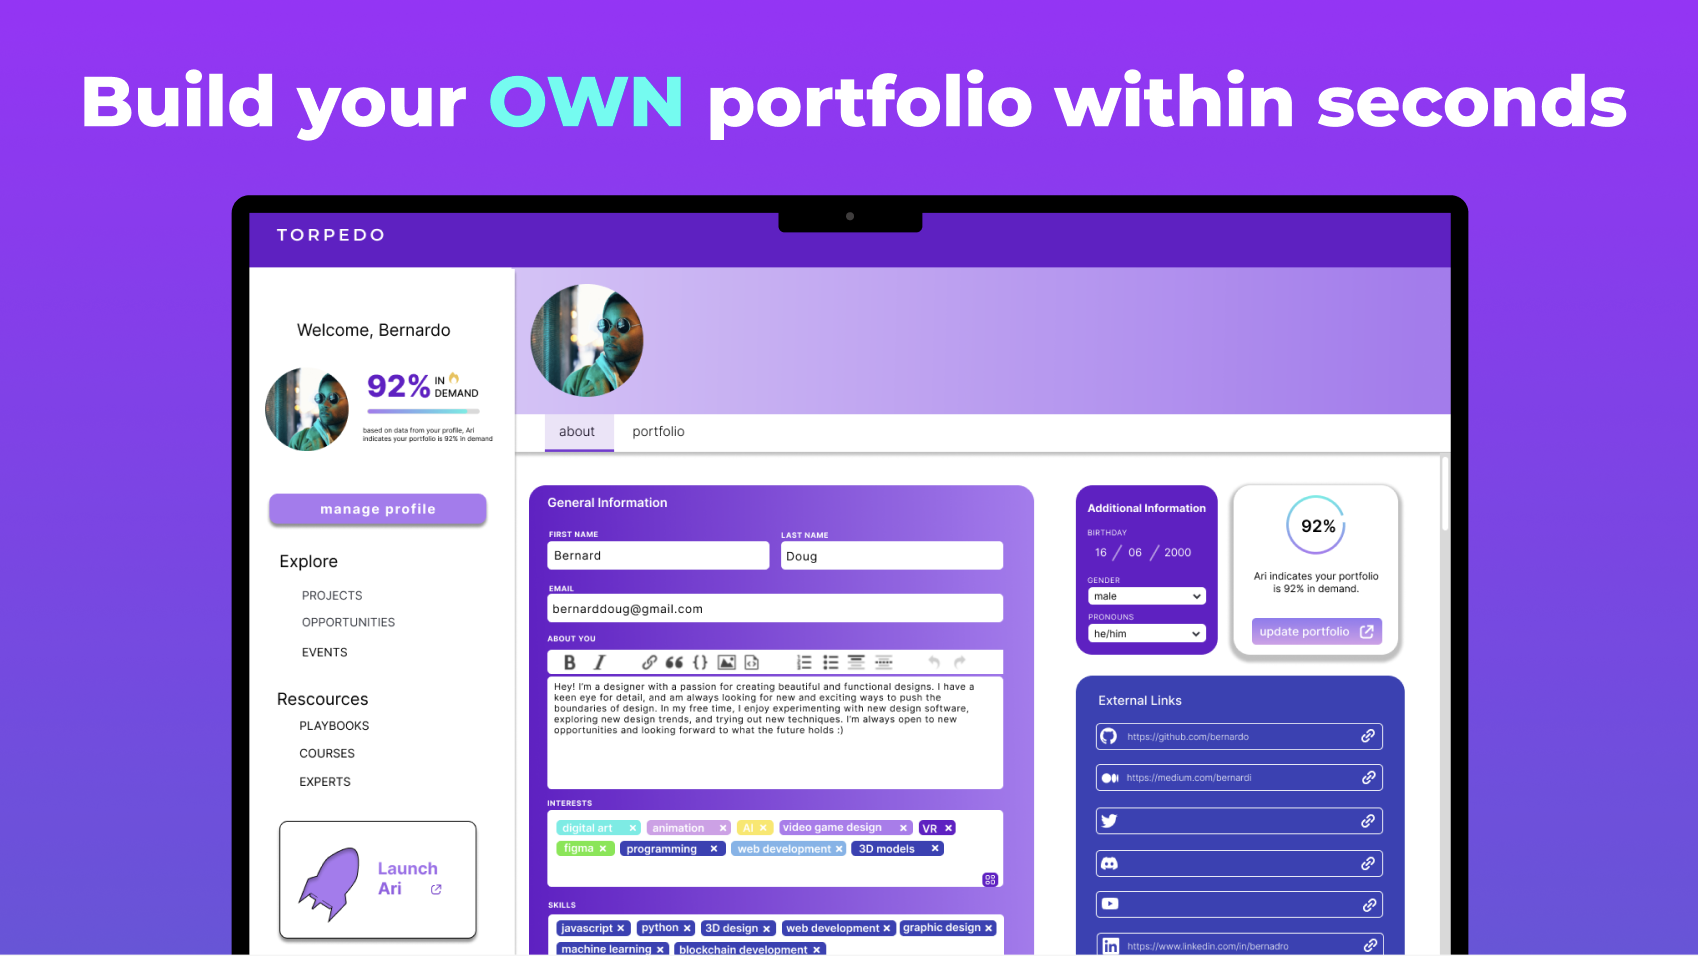 Build your OWN portfolio within seconds
TORPEDO
Welcome, Bernardo
92% IN DEMAND
based on data from your profile, Ari
indicates your portfolio is 92% in demand
manage profile
Explore
PROJECTS
OPPORTUNITIES
EVENTS
Rescources
PLAYBOOKS
COURSES
EXPERTS
Launch
Ari
about portfolio
General Information
FIRST NAME LAST NAME
Bernard Doug
EMAIL
bernarddoug@gmail.com
ABOUT YOU
Hey! I'm a designer with a passion for creating beautiful and functional designs. I have a
keen eye for detail, and am always looking for new and exciting ways to push the
boundaries of design. In my free time, I enjoy experimenting with new design software,
exploring new design trends, and trying out new techniques. I'm always open to new
opportunities and looking forward to what the future holds :)
INTERESTS
digital art × animation × AI × video game design × VR ×
figma × programming × web development × 3D models ×
SKILLS
javascript × python × 3D design × web development × graphic design ×
machine learning × blockchain development ×
Additional Information
BIRTHDAY
16 / 06 / 2000
GENDER
male
PRONOUNS
he/him
92%
Ari indicates your portfolio
is 92% in demand.
update portfolio
External Links
https://github.com/bernardo
https://medium.com/bernardi
https://www.linkedin.com/in/bernadro